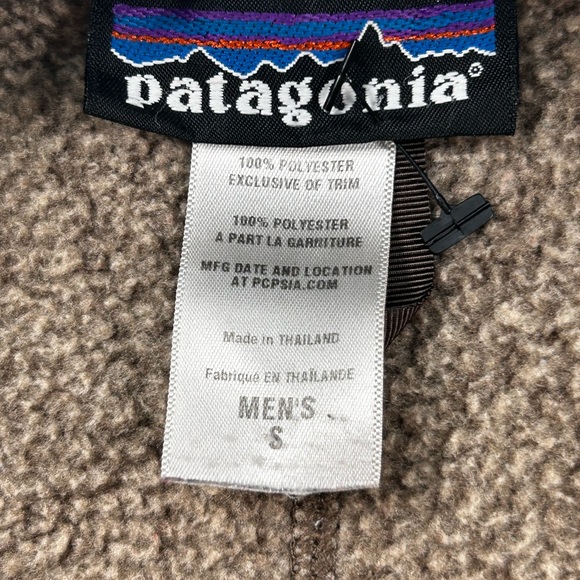 patagonia®
100% POLYESTER
EXCLUSIVE OF TRIM
100% POLYESTER
À PART LA GARNITURE
MFG DATE AND LOCATION
AT PCPSIA.COM
Made in THAILAND
Fabriqué EN THAÏLANDE
MEN'S
S